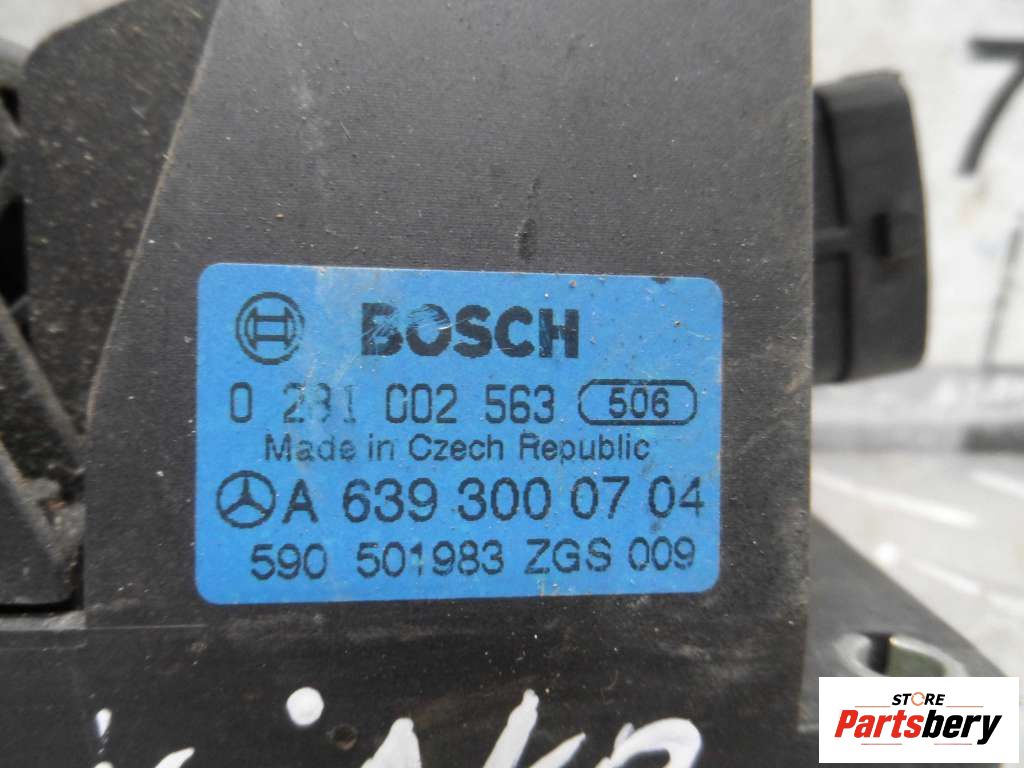 BOSCH
0 281 002 563 506
Made in Czech Republic
A 639 300 07 04
590 501983 ZGS 009
7
STORE
Partsbery